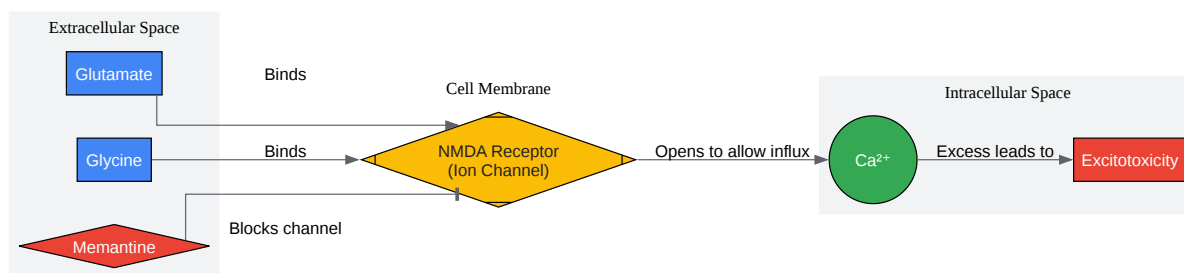 Extracellular Space
Glutamate
Binds
Cell Membrane
Intracellular Space
Glycine
Binds
NMDA Receptor
(Ion Channel)
Opens to allow influx
Ca²⁺
Excess leads to
Excitotoxicity
Memantine
Blocks channel